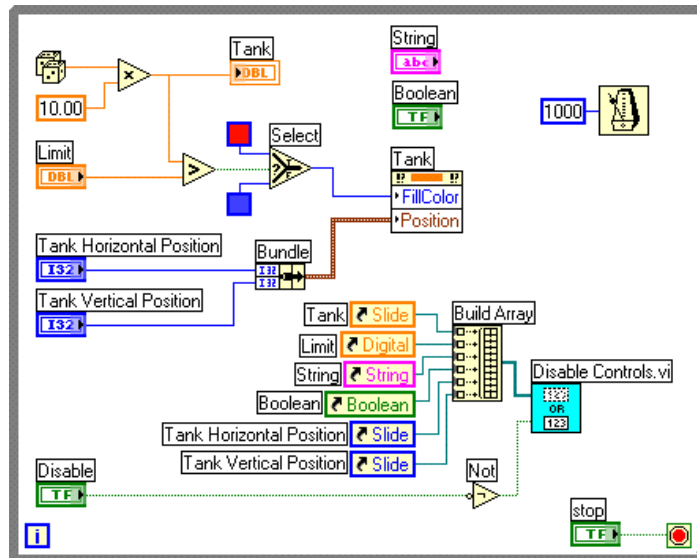 Tank
DBL
10.00
String
abc
Boolean
TF
1000
Limit
DBL
Select
?
T
F
>
Tank
!? !?
FillColor
Position
Tank Horizontal Position
I32
Bundle
I32
I32
Tank Vertical Position
I32
Tank Slide
Build Array
Limit Digital
String String
Disable Controls.vi
123
OR
123
Boolean Boolean
Tank Horizontal Position Slide
Tank Vertical Position Slide
Disable
TF
Not
stop
TF
i